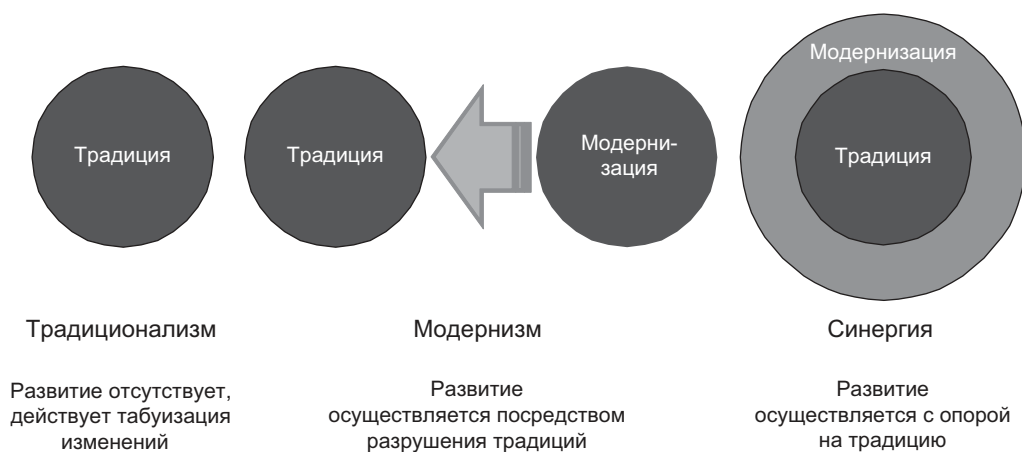 Традиция
Традиция
Модерни-
зация
Модернизация
Традиция
Традиционализм
Модернизм
Синергия
Развитие отсутствует,
действует табуизация
изменений
Развитие
осуществляется посредством
разрушения традиций
Развитие
осуществляется с опорой
на традицию